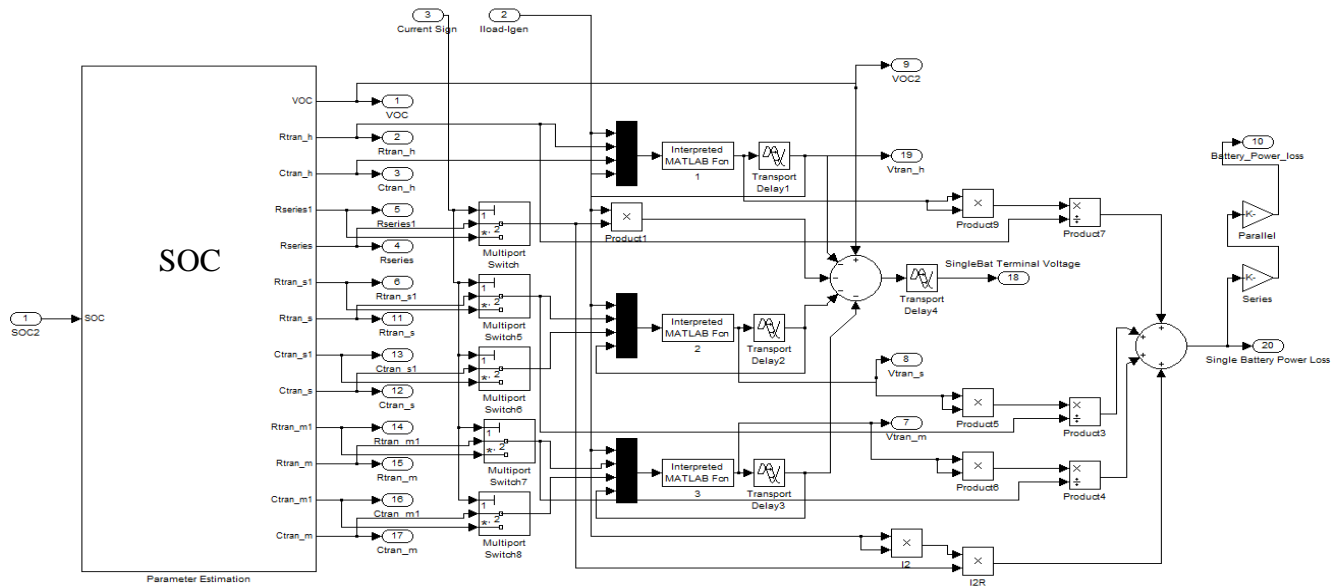 3
Current Sign
2
Iload-Igen
SOC
SOC2
1
SOC
Parameter Estimation
VOC
1
VOC
Rtran_h
2
Rtran_h
Ctran_h
3
Ctran_h
Rseries1
5
Rseries1
Rseries
4
Rseries
Rtran_s1
6
Rtran_s1
Rtran_s
11
Rtran_s
Ctran_s1
13
Ctran_s1
Ctran_s
12
Ctran_s
Rtran_m1
14
Rtran_m1
Rtran_m
15
Rtran_m
Ctran_m1
16
Ctran_m1
Ctran_m
17
Ctran_m
1
*, 2
Multiport
Switch
1
*, 2
Multiport
Switch5
1
*, 2
Multiport
Switch6
1
*, 2
Multiport
Switch7
1
*, 2
Multiport
Switch8
Interpreted
MATLAB Fcn
1
Transport
Delay1
×
Product1
Interpreted
MATLAB Fcn
2
Transport
Delay2
Interpreted
MATLAB Fcn
3
Transport
Delay3
9
VOC2
19
Vtran_h
+
−
−
−
−
Transport
Delay4
SingleBat Terminal Voltage
18
8
Vtran_s
7
Vtran_m
×
I2
×
I2R
×
Product9
×
÷
Product7
×
Product5
×
÷
Product3
×
Product6
×
÷
Product4
+
+
+
+
10
Battery_Power_loss
-K-
Parallel
-K-
Series
20
Single Battery Power Loss